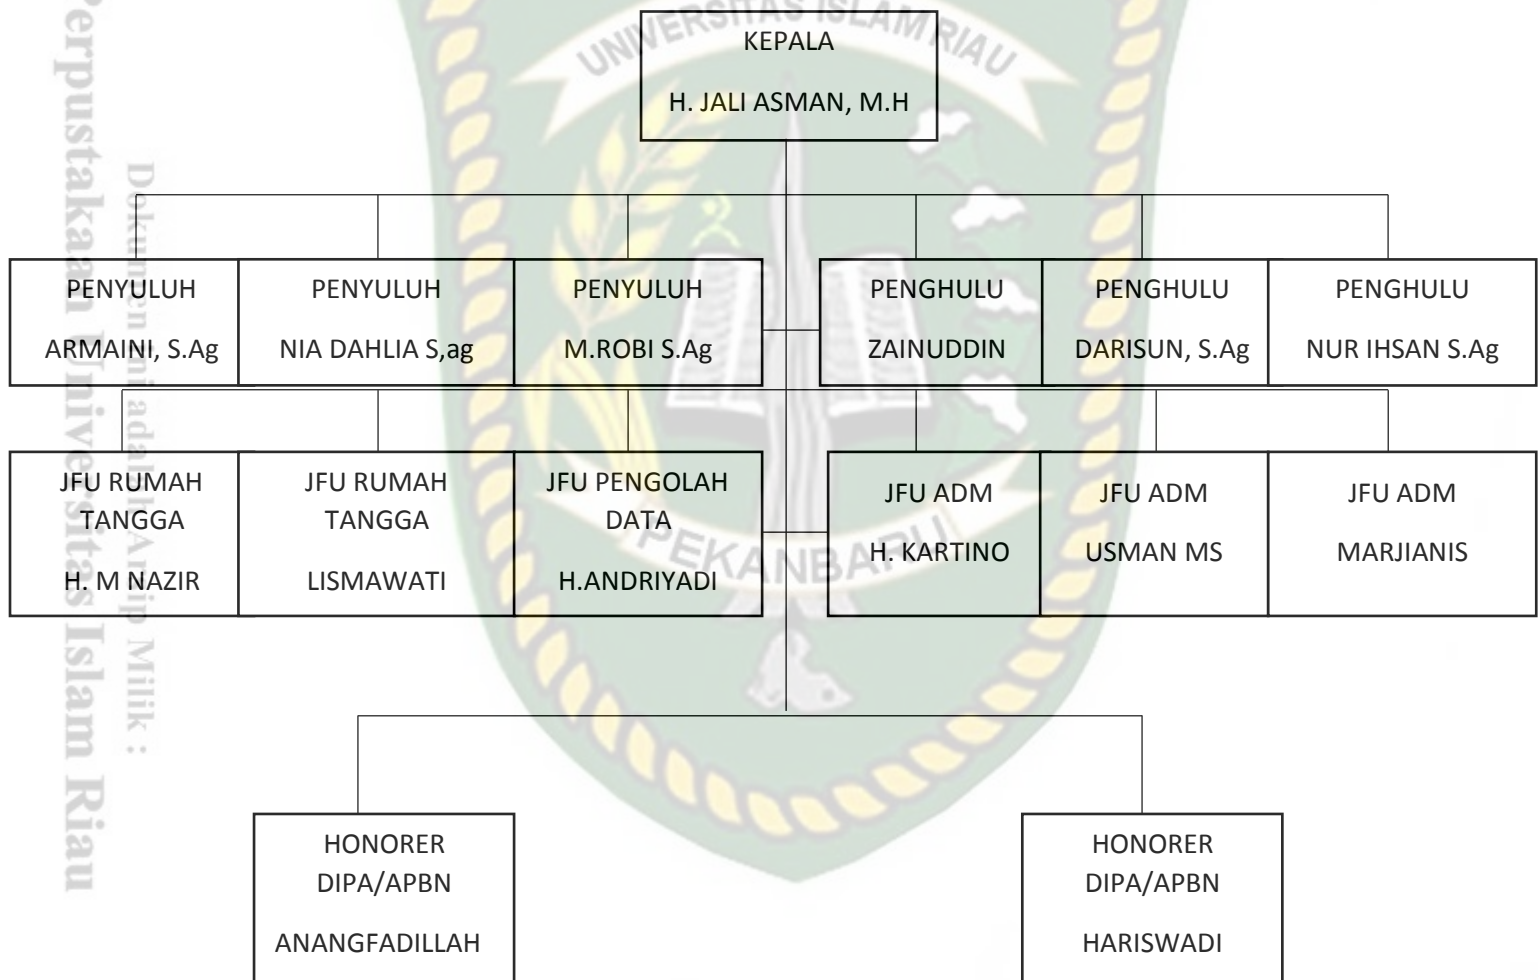 UNIVERSITAS ISLAM RIAU
KEPALA
H. JALI ASMAN, M.H
PENYULUH
ARMAINI, S.Ag
PENYULUH
NIA DAHLIA S,ag
PENYULUH
M.ROBI S.Ag
PENGHULU
ZAINUDDIN
PENGHULU
DARISUN, S.Ag
PENGHULU
NUR IHSAN S.Ag
JFU RUMAH
TANGGA
H. M NAZIR
JFU RUMAH
TANGGA
LISMAWATI
JFU PENGOLAH
DATA
H.ANDRIYADI
JFU ADM
H. KARTINO
JFU ADM
USMAN MS
JFU ADM
MARJIANIS
PEKANBARU
HONORER
DIPA/APBN
ANANGFADILLAH
HONORER
DIPA/APBN
HARISWADI
Dokumen ini adalah Arsip Milik :
Perpustakaan Universitas Islam Riau